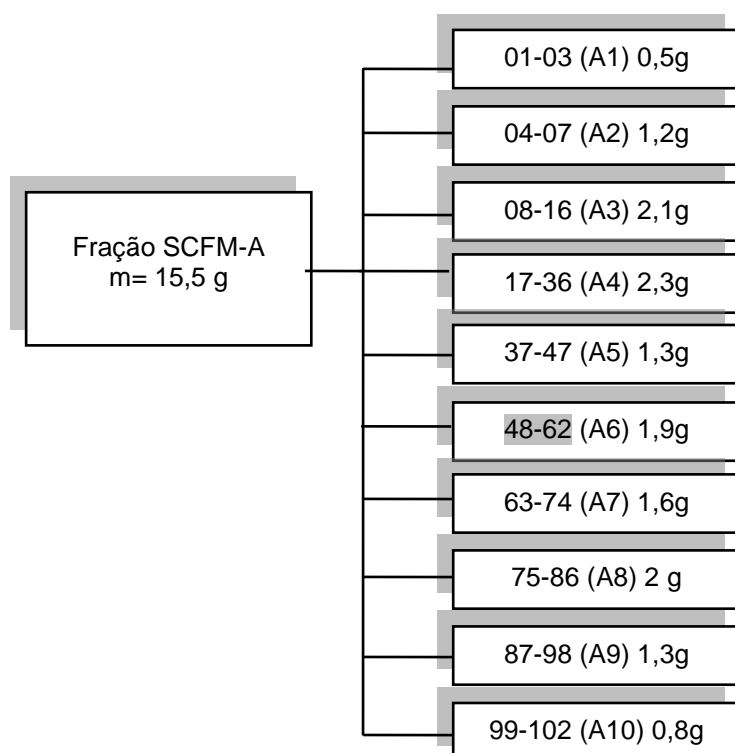 Fração SCFM-A
m= 15,5 g
01-03 (A1) 0,5g
04-07 (A2) 1,2g
08-16 (A3) 2,1g
17-36 (A4) 2,3g
37-47 (A5) 1,3g
48-62 (A6) 1,9g
63-74 (A7) 1,6g
75-86 (A8) 2 g
87-98 (A9) 1,3g
99-102 (A10) 0,8g